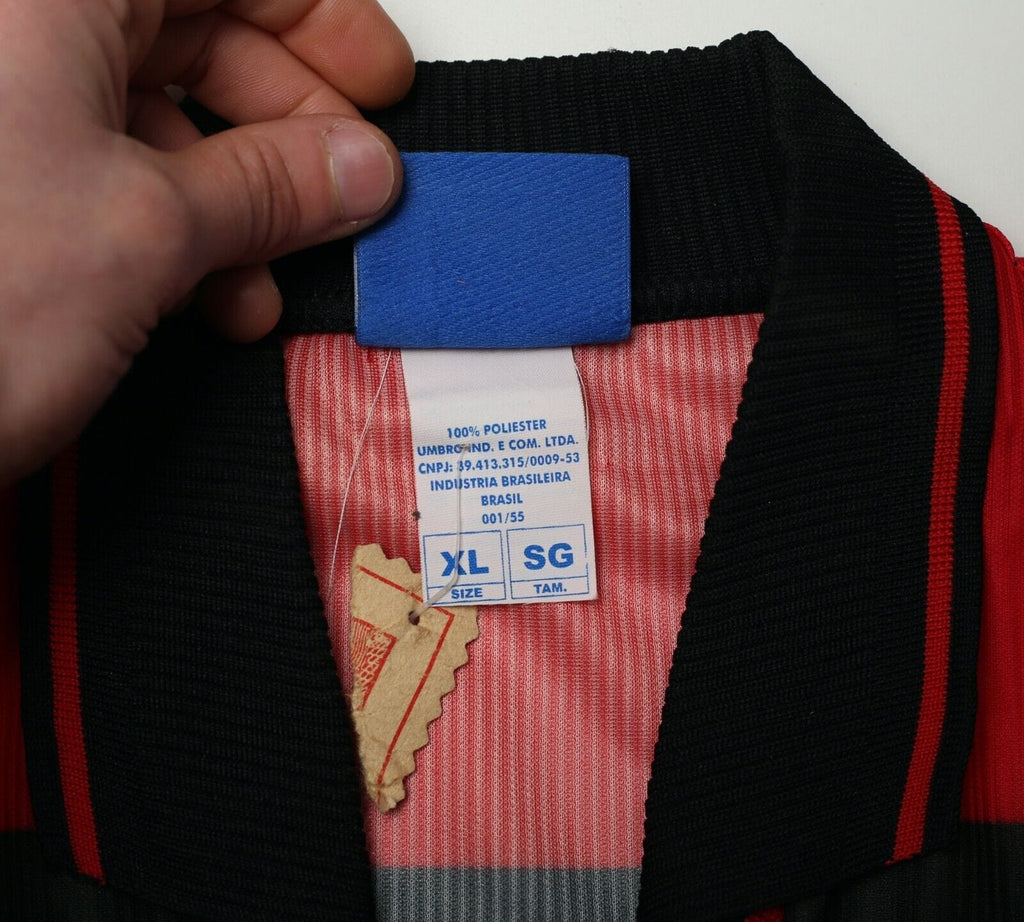 100% POLIESTER
UMBRO IND. E COM. LTDA.
CNPJ: 39.413.315/0009-53
INDUSTRIA BRASILEIRA
BRASIL
001/55
XL SG
SIZE TAM.